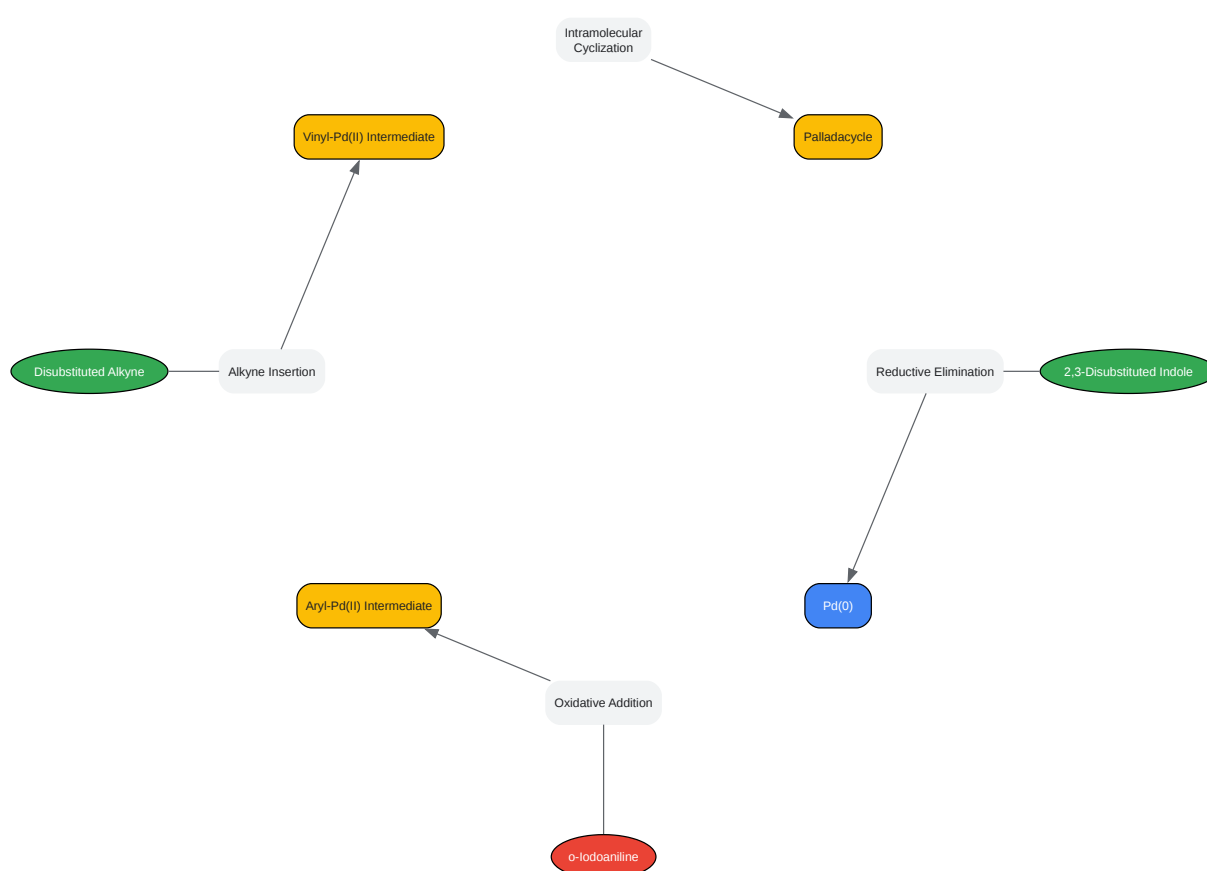 Intramolecular
Cyclization
Vinyl-Pd(II) Intermediate
Palladacycle
Disubstituted Alkyne
Alkyne Insertion
Reductive Elimination
2,3-Disubstituted Indole
Aryl-Pd(II) Intermediate
Pd(0)
Oxidative Addition
o-Iodoaniline